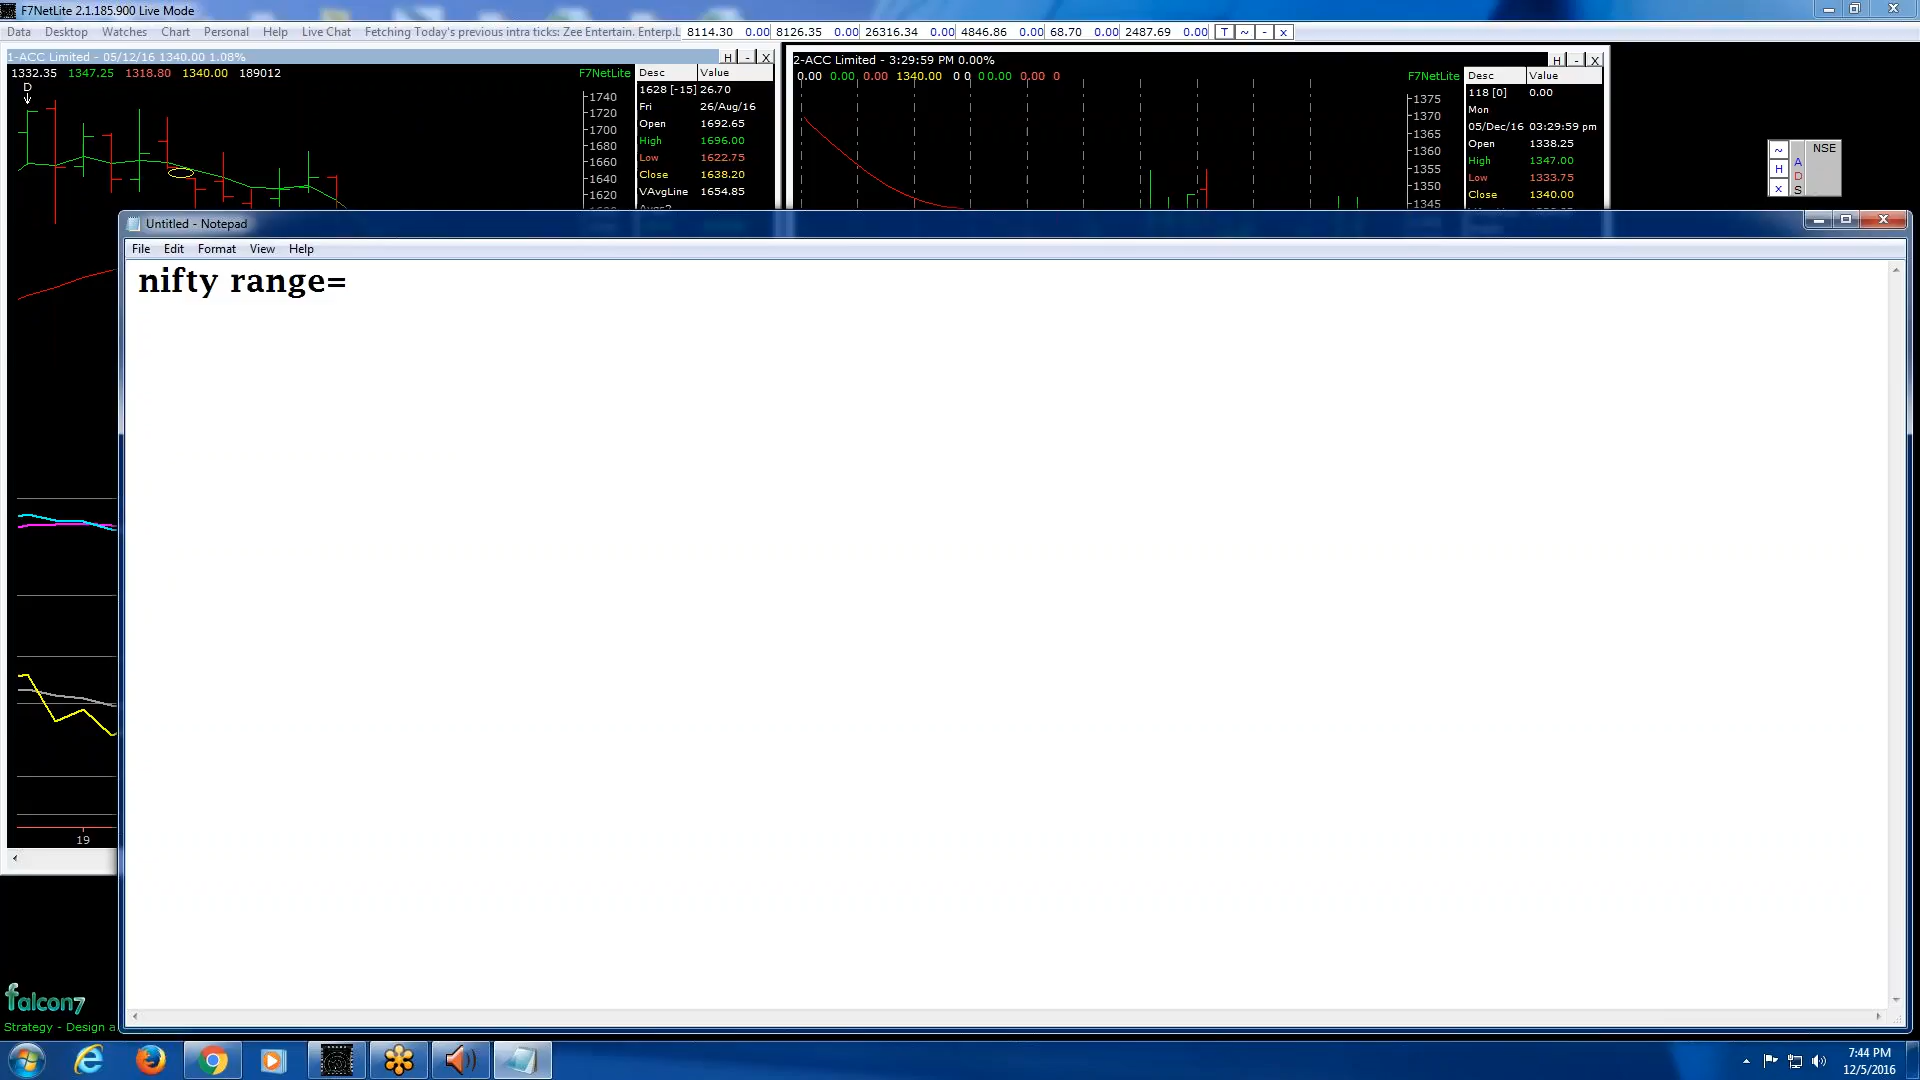 F7NetLite 2.1.185.900 Live Mode
Data Desktop Watches Chart Personal Help Live Chat Fetching Today's previous intra ticks: Zee Entertain. Enterp.L 8114.30 0.00 8126.35 0.00 26316.34 0.00 4846.86 0.00 68.70 0.00 2487.69 0.00 T ~ - x
1-ACC Limited - 05/12/16 1340.00 1.08% H - X
1332.35 1347.25 1318.80 1340.00 189012 F7NetLite Desc Value
D
1740
1720
1700
1680
1660
1640
1620
1628 [-15] 26.70
Fri 26/Aug/16
Open 1692.65
High 1696.00
Low 1622.75
Close 1638.20
VAvgLine 1654.85
2-ACC Limited - 3:29:59 PM 0.00% H - X
0.00 0.00 0.00 1340.00 0 0 0 0.00 0.00 0 F7NetLite Desc Value
1375
1370
1365
1360
1355
1350
1345
118 [0] 0.00
Mon
05/Dec/16 03:29:59 pm
Open 1338.25
High 1347.00
Low 1333.75
Close 1340.00
~ H x A D S NSE
Untitled - Notepad
File Edit Format View Help
nifty range=
19
falcon7
Strategy - Design a
7:44 PM
12/5/2016